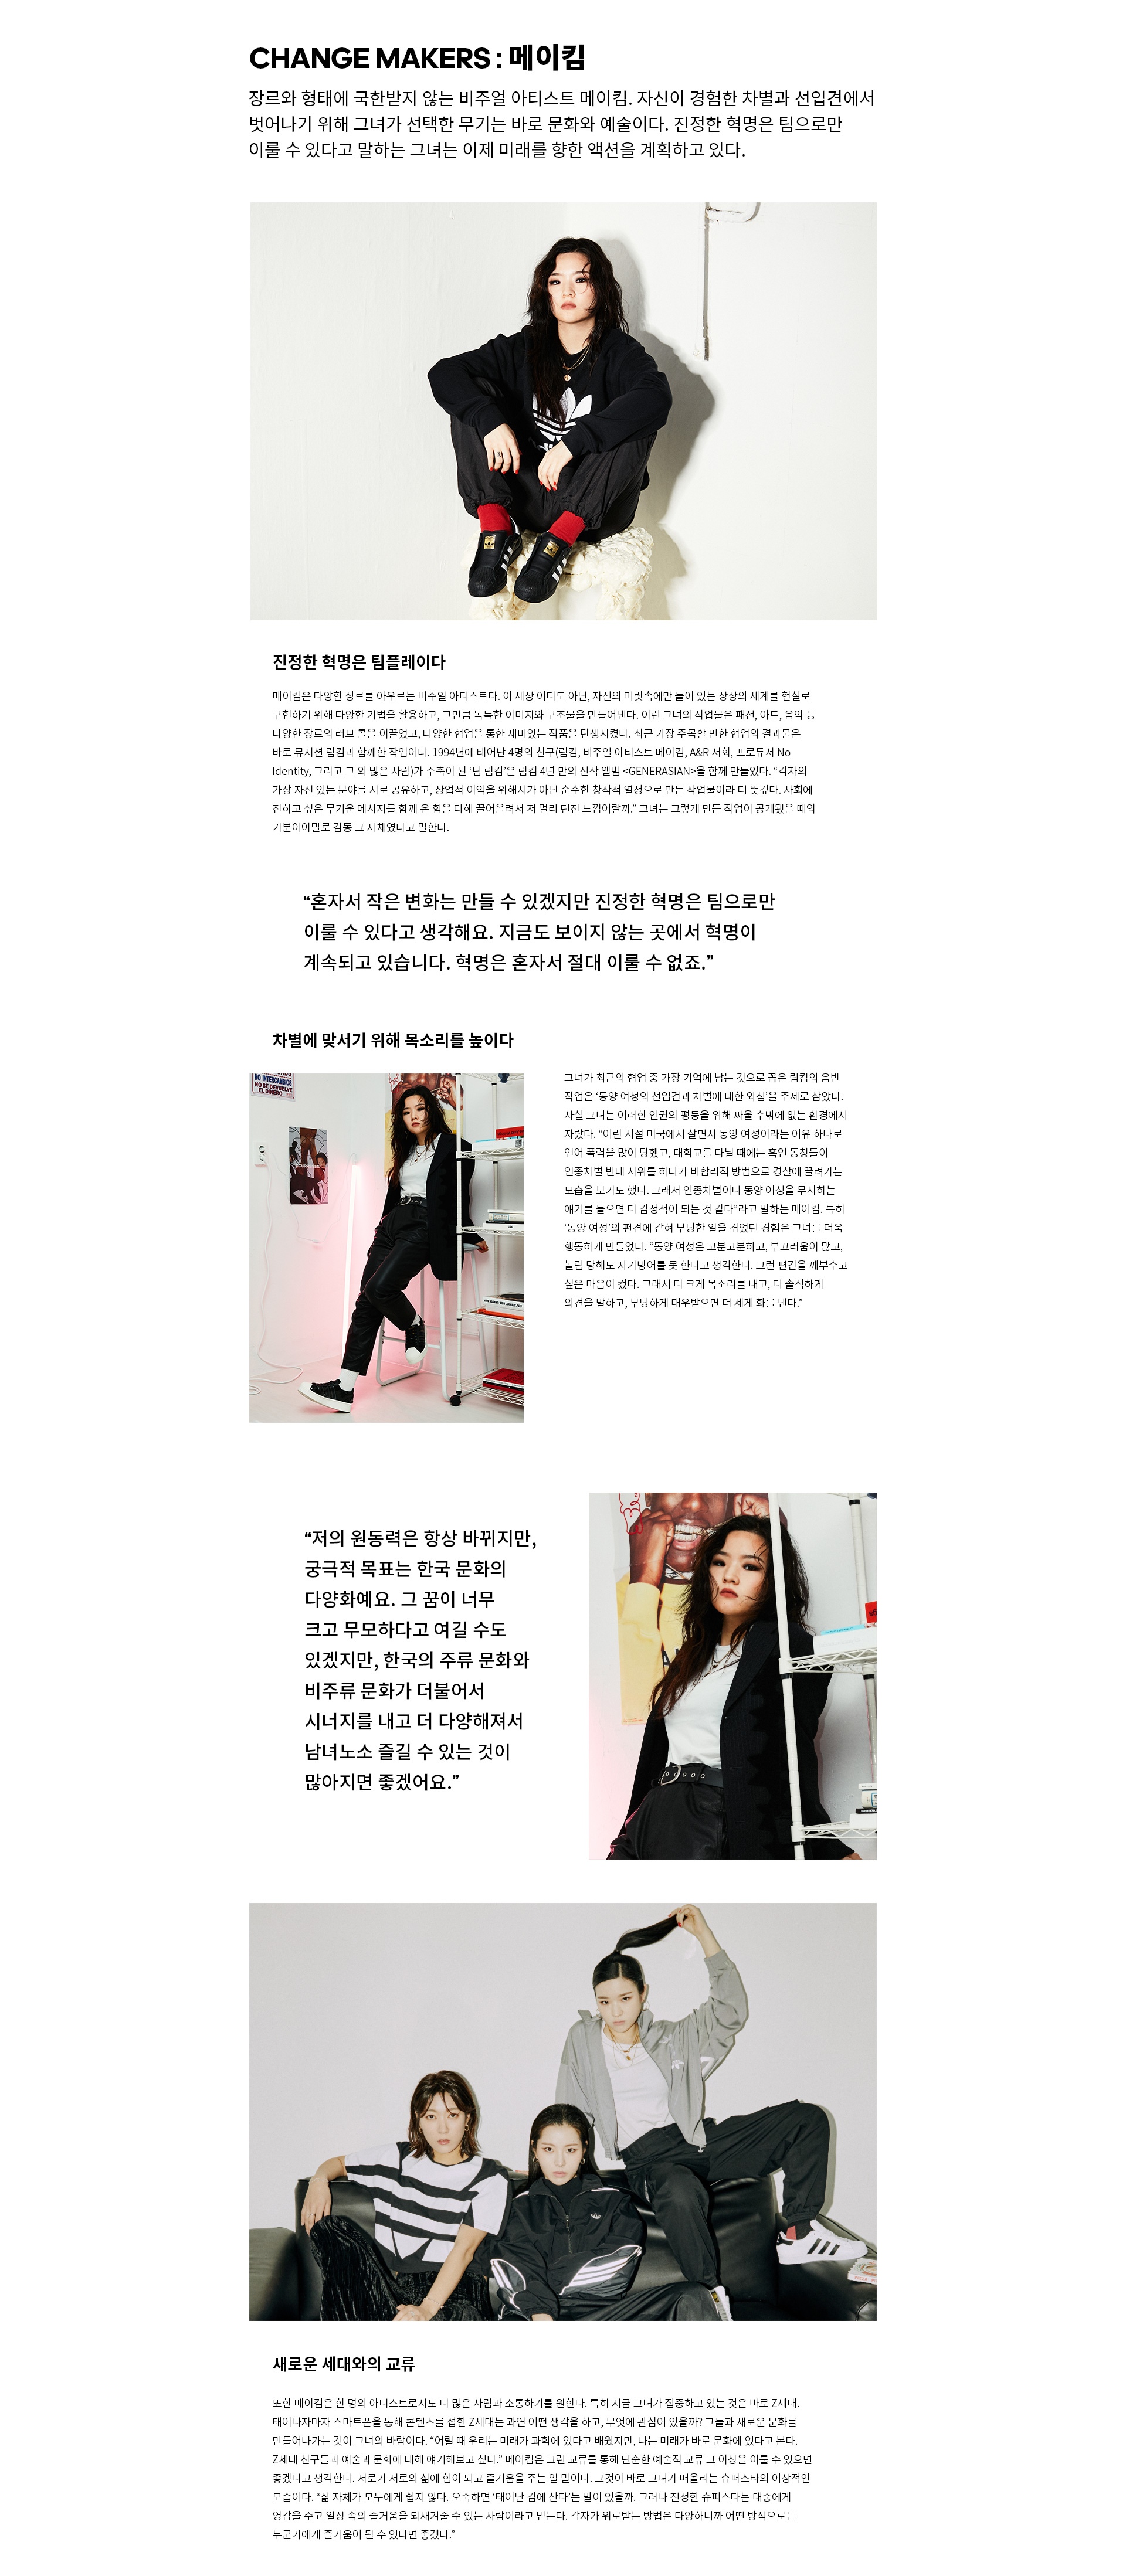 CHANGE MAKERS : 메이킴
장르와 형태에 국한받지 않는 비주얼 아티스트 메이킴. 자신이 경험한 차별과 선입견에서
벗어나기 위해 그녀가 선택한 무기는 바로 문화와 예술이다. 진정한 혁명은 팀으로만
이룰 수 있다고 말하는 그녀는 이제 미래를 향한 액션을 계획하고 있다.
진정한 혁명은 팀플레이다
메이킴은 다양한 장르를 아우르는 비주얼 아티스트다. 이 세상 어디도 아닌, 자신의 머릿속에만 들어 있는 상상의 세계를 현실로
구현하기 위해 다양한 기법을 활용하고, 그만큼 독특한 이미지와 구조물을 만들어낸다. 이런 그녀의 작업물은 패션, 아트, 음악 등
다양한 장르의 러브 콜을 이끌었고, 다양한 협업을 통한 재미있는 작품을 탄생시켰다. 최근 가장 주목할 만한 협업의 결과물은
바로 뮤지션 림킴과 함께한 작업이다. 1994년에 태어난 4명의 친구(림킴, 비주얼 아티스트 메이킴, A&R 서회, 프로듀서 No
Identity, 그리고 그 외 많은 사람)가 주축이 된 ‘팀 림킴’은 림킴 4년 만의 신작 앨범 <GENERASIAN>을 함께 만들었다. “각자의
가장 자신 있는 분야를 서로 공유하고, 상업적 이익을 위해서가 아닌 순수한 창작적 열정으로 만든 작업물이라 더 뜻깊다. 사회에
전하고 싶은 무거운 메시지를 함께 온 힘을 다해 끌어올려서 저 멀리 던진 느낌이랄까.” 그녀는 그렇게 만든 작업이 공개됐을 때의
기분이야말로 감동 그 자체였다고 말한다.
“혼자서 작은 변화는 만들 수 있겠지만 진정한 혁명은 팀으로만
이룰 수 있다고 생각해요. 지금도 보이지 않는 곳에서 혁명이
계속되고 있습니다. 혁명은 혼자서 절대 이룰 수 없죠.”
차별에 맞서기 위해 목소리를 높이다
NO INTERCAMBIOS
NO SE DEVUELVE
EL DINERO
그녀가 최근의 협업 중 가장 기억에 남는 것으로 꼽은 림킴의 음반
작업은 ‘동양 여성의 선입견과 차별에 대한 외침’을 주제로 삼았다.
사실 그녀는 이러한 인권의 평등을 위해 싸울 수밖에 없는 환경에서
자랐다. “어린 시절 미국에서 살면서 동양 여성이라는 이유 하나로
언어 폭력을 많이 당했고, 대학교를 다닐 때에는 흑인 동창들이
인종차별 반대 시위를 하다가 비합리적 방법으로 경찰에 끌려가는
모습을 보기도 했다. 그래서 인종차별이나 동양 여성을 무시하는
얘기를 들으면 더 감정적이 되는 것 같다”라고 말하는 메이킴. 특히
‘동양 여성’의 편견에 갇혀 부당한 일을 겪었던 경험은 그녀를 더욱
행동하게 만들었다. “동양 여성은 고분고분하고, 부끄러움이 많고,
놀림 당해도 자기방어를 못 한다고 생각한다. 그런 편견을 깨부수고
싶은 마음이 컸다. 그래서 더 크게 목소리를 내고, 더 솔직하게
의견을 말하고, 부당하게 대우받으면 더 세게 화를 낸다.”
“저의 원동력은 항상 바뀌지만,
궁극적 목표는 한국 문화의
다양화예요. 그 꿈이 너무
크고 무모하다고 여길 수도
있겠지만, 한국의 주류 문화와
비주류 문화가 더불어서
시너지를 내고 더 다양해져서
남녀노소 즐길 수 있는 것이
많아지면 좋겠어요.”
새로운 세대와의 교류
또한 메이킴은 한 명의 아티스트로서도 더 많은 사람과 소통하기를 원한다. 특히 지금 그녀가 집중하고 있는 것은 바로 Z세대.
태어나자마자 스마트폰을 통해 콘텐츠를 접한 Z세대는 과연 어떤 생각을 하고, 무엇에 관심이 있을까? 그들과 새로운 문화를
만들어나가는 것이 그녀의 바람이다. “어릴 때 우리는 미래가 과학에 있다고 배웠지만, 나는 미래가 바로 문화에 있다고 본다.
Z세대 친구들과 예술과 문화에 대해 얘기해보고 싶다.” 메이킴은 그런 교류를 통해 단순한 예술적 교류 그 이상을 이룰 수 있으면
좋겠다고 생각한다. 서로가 서로의 삶에 힘이 되고 즐거움을 주는 일 말이다. 그것이 바로 그녀가 떠올리는 슈퍼스타의 이상적인
모습이다. “삶 자체가 모두에게 쉽지 않다. 오죽하면 ‘태어난 김에 산다’는 말이 있을까. 그러나 진정한 슈퍼스타는 대중에게
영감을 주고 일상 속의 즐거움을 되새겨줄 수 있는 사람이라고 믿는다. 각자가 위로받는 방법은 다양하니까 어떤 방식으로든
누군가에게 즐거움이 될 수 있다면 좋겠다.”